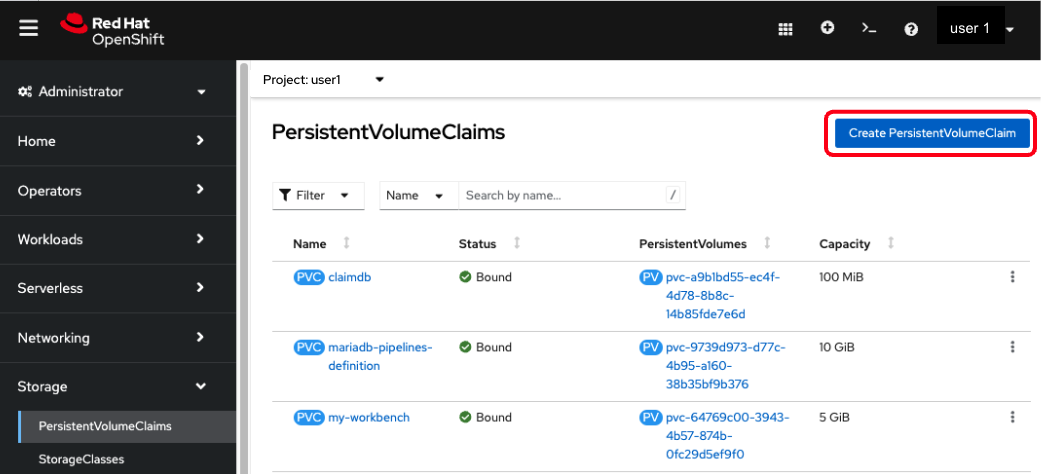 Red Hat
OpenShift
>_
?
user 1
Administrator
Project: user1
Home
Operators
Workloads
Serverless
Networking
Storage
PersistentVolumeClaims
StorageClasses
PersistentVolumeClaims
Create PersistentVolumeClaim
Filter
Name
Search by name...
/
Name
Status
PersistentVolumes
Capacity
PVC claimdb
Bound
PV pvc-a9b1bd55-ec4f-
4d78-8b8c-
14b85fde7e6d
100 MiB
PVC mariadb-pipelines-
definition
Bound
PV pvc-9739d973-d77c-
4b95-a160-
38b35bf9b376
10 GiB
PVC my-workbench
Bound
PV pvc-64769c00-3943-
4b57-874b-
0fc29d5ef9f0
5 GiB